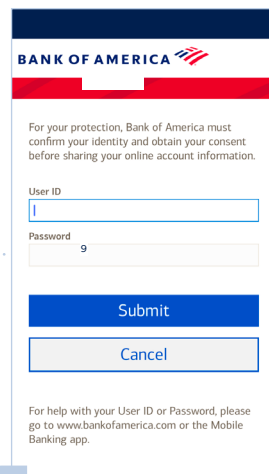 BANK OF AMERICA
For your protection, Bank of America must
confirm your identity and obtain your consent
before sharing your online account information.
User ID
Password
9
Submit
Cancel
For help with your User ID or Password, please
go to www.bankofamerica.com or the Mobile
Banking app.